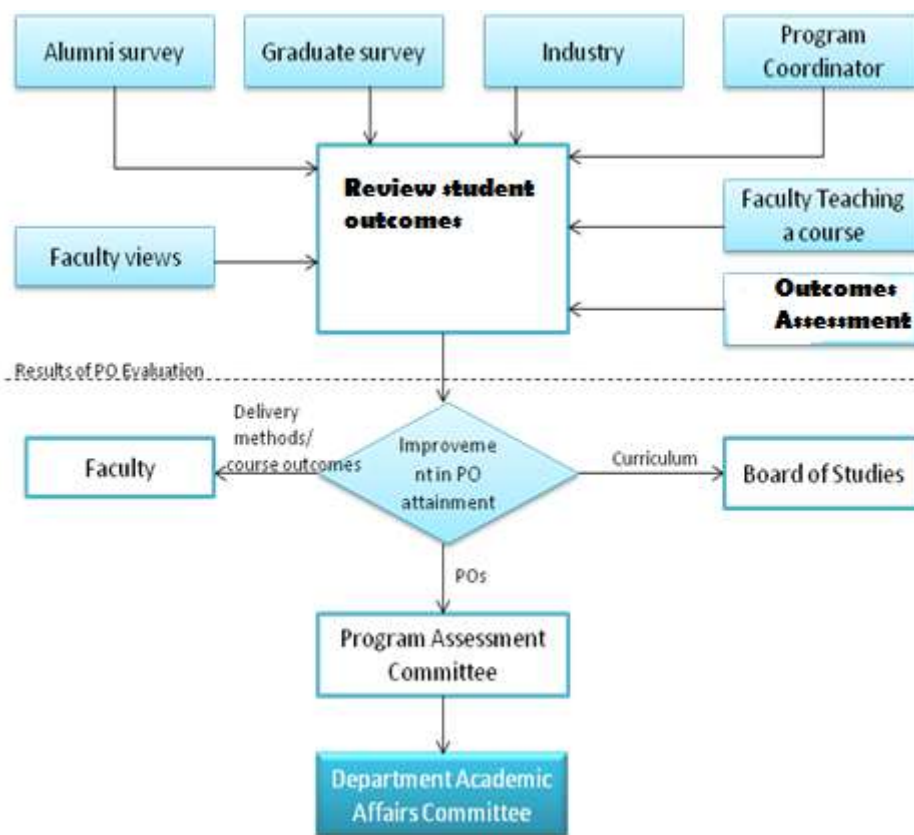 Alumni survey
Graduate survey
Industry
Program
Coordinator
Review student
outcomes
Faculty Teaching
a course
Faculty views
Outcomes
Assessment
Results of PO Evaluation
Delivery
methods/
course outcomes
Faculty
Improveme
nt in PO
attainment
Curriculum
Board of Studies
POs
Program Assessment
Committee
Department Academic
Affairs Committee